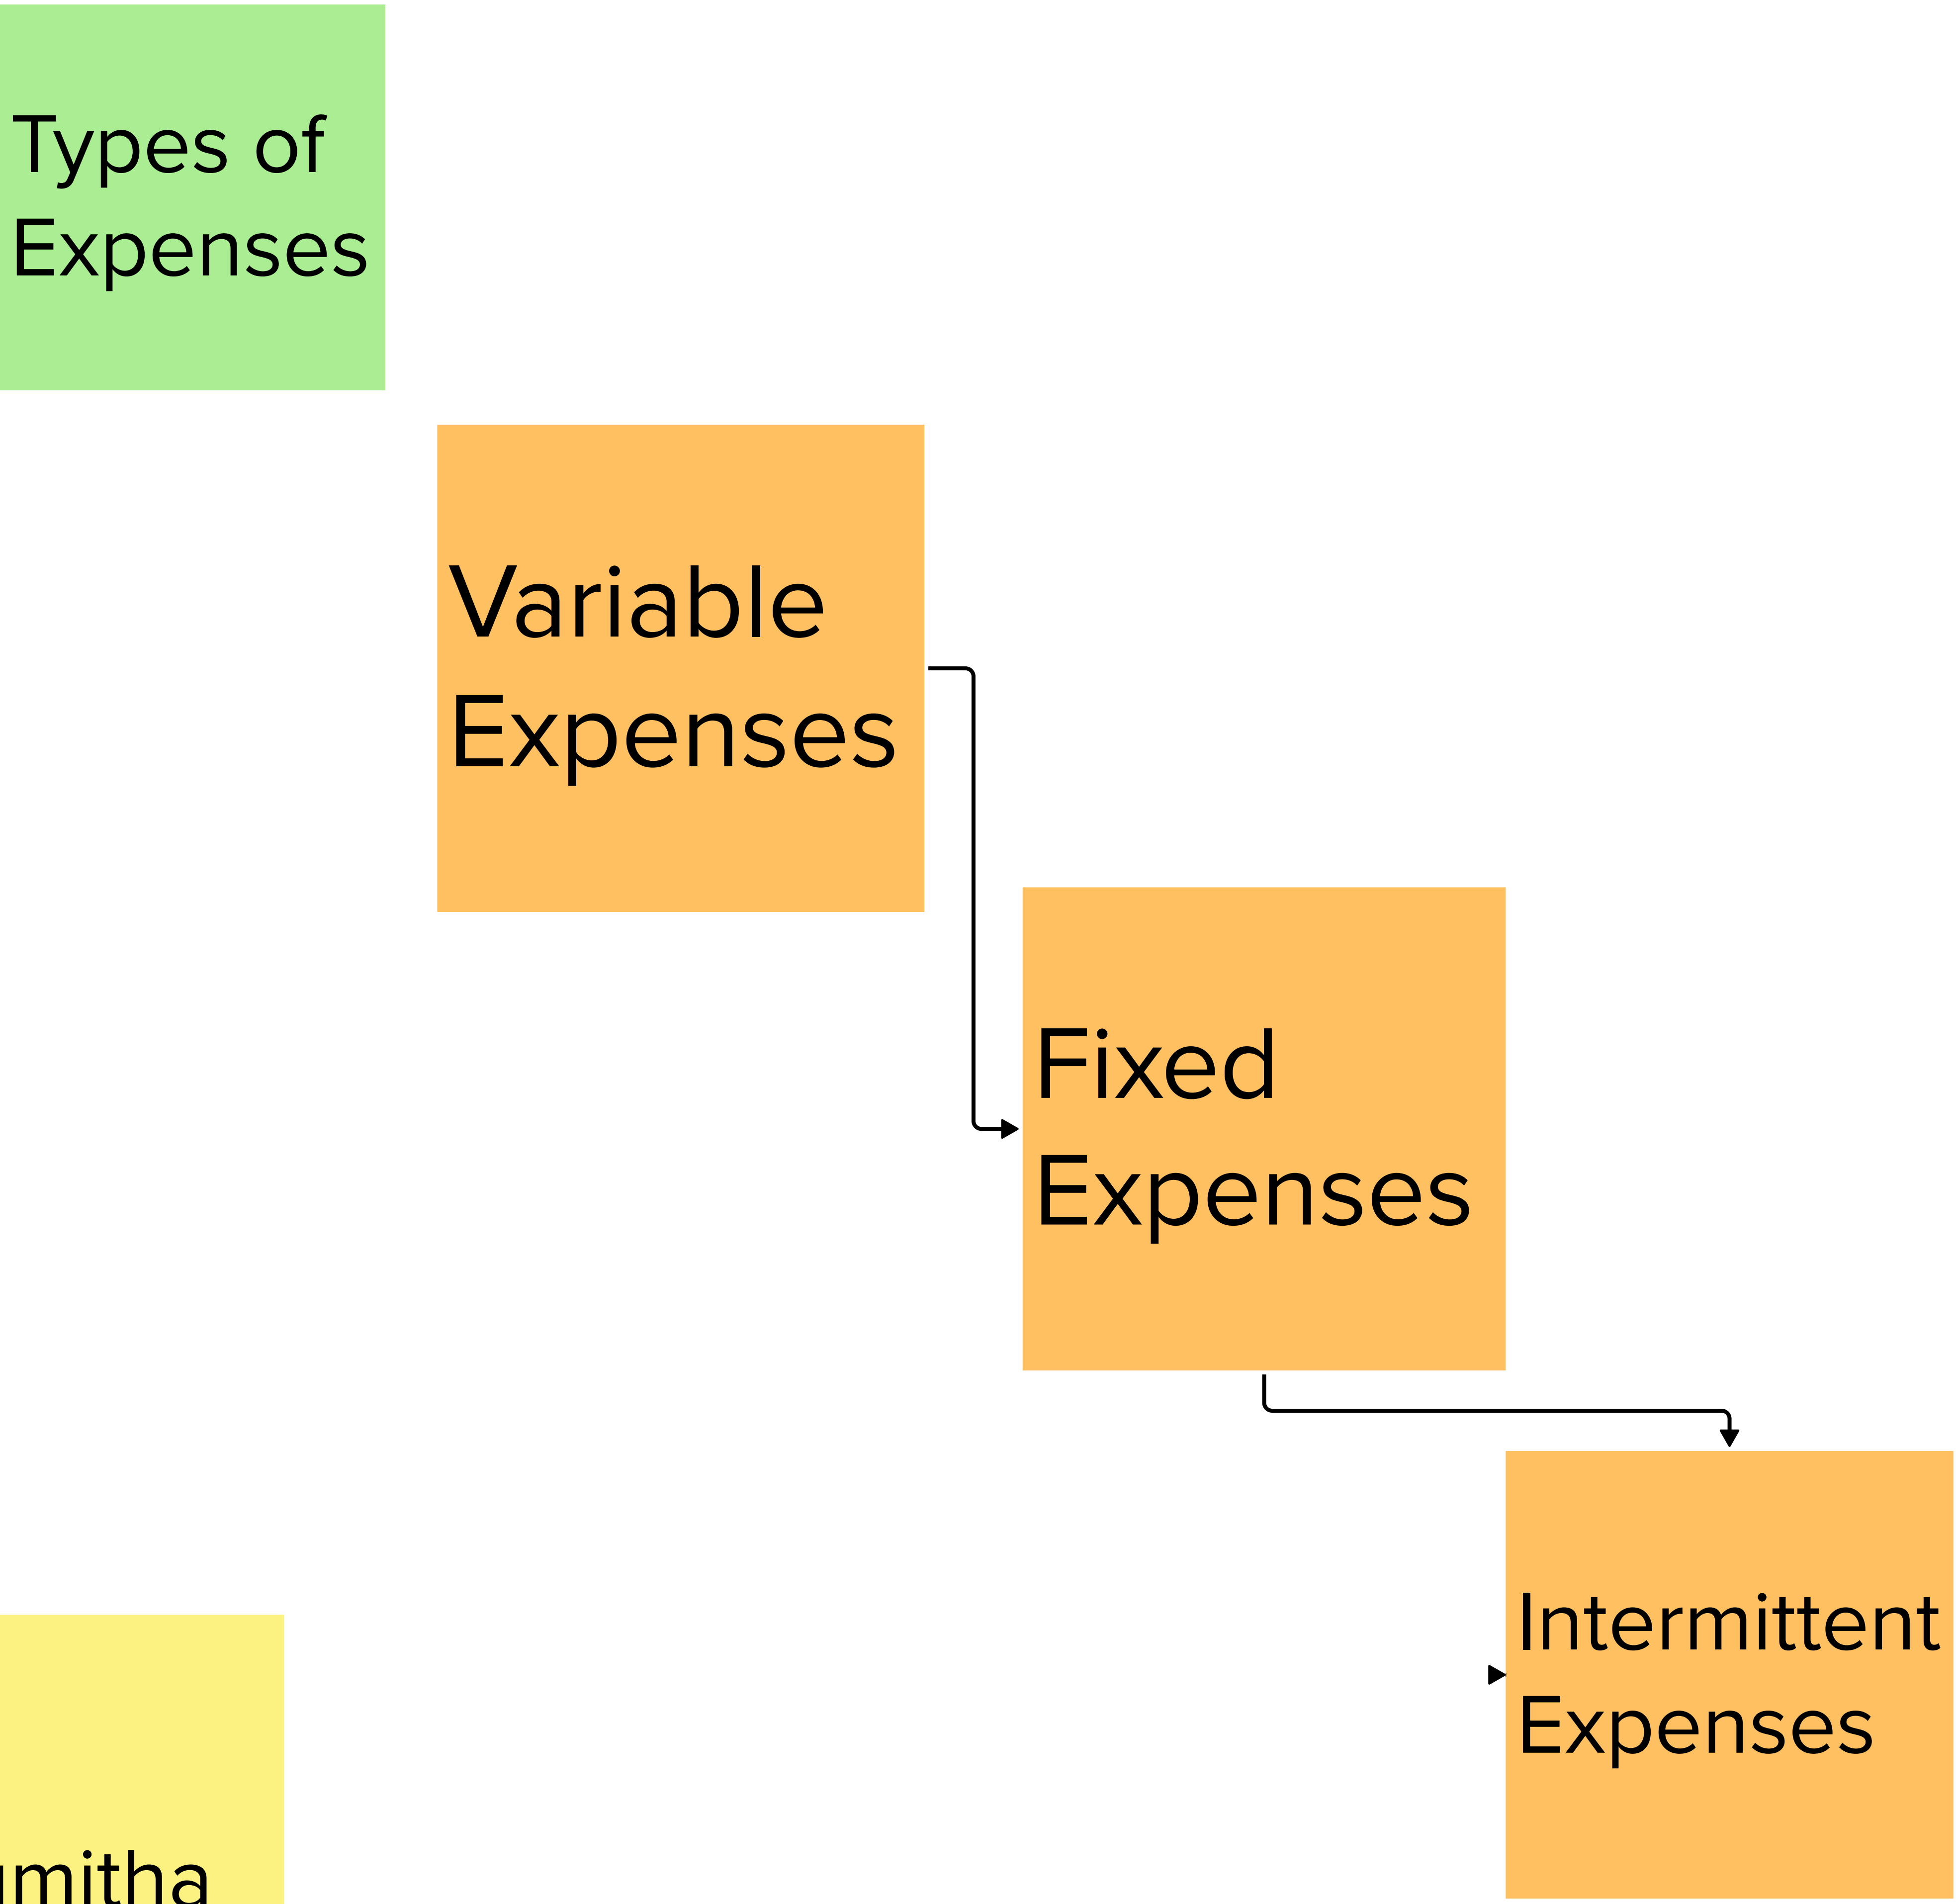 Types of
Expenses
Variable
Expenses
Fixed
Expenses
Intermittent
Expenses